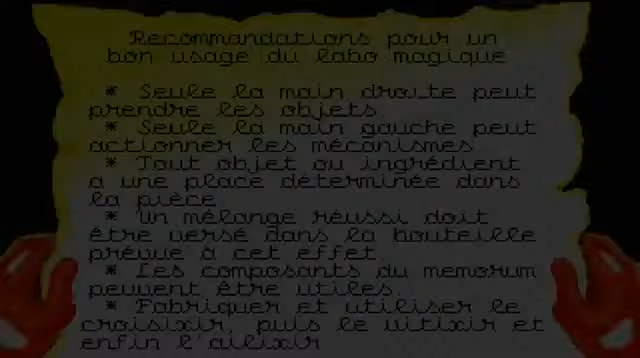 Recommandations pour un
bon usage du labo magique
* Seule la main droite peut
prendre les objets
* Seule la main gauche peut
actionner les mécanismes
* Tout objet ou ingrédient
a une place déterminée dans
la pièce
* Un mélange réussi doit
être versé dans la bouteille
prévue à cet effet
* Les composants du memorum
peuvent être utiles.
* Fabriquer et utiliser le
croisixir, puis le vitixir et
enfin l'ailixir